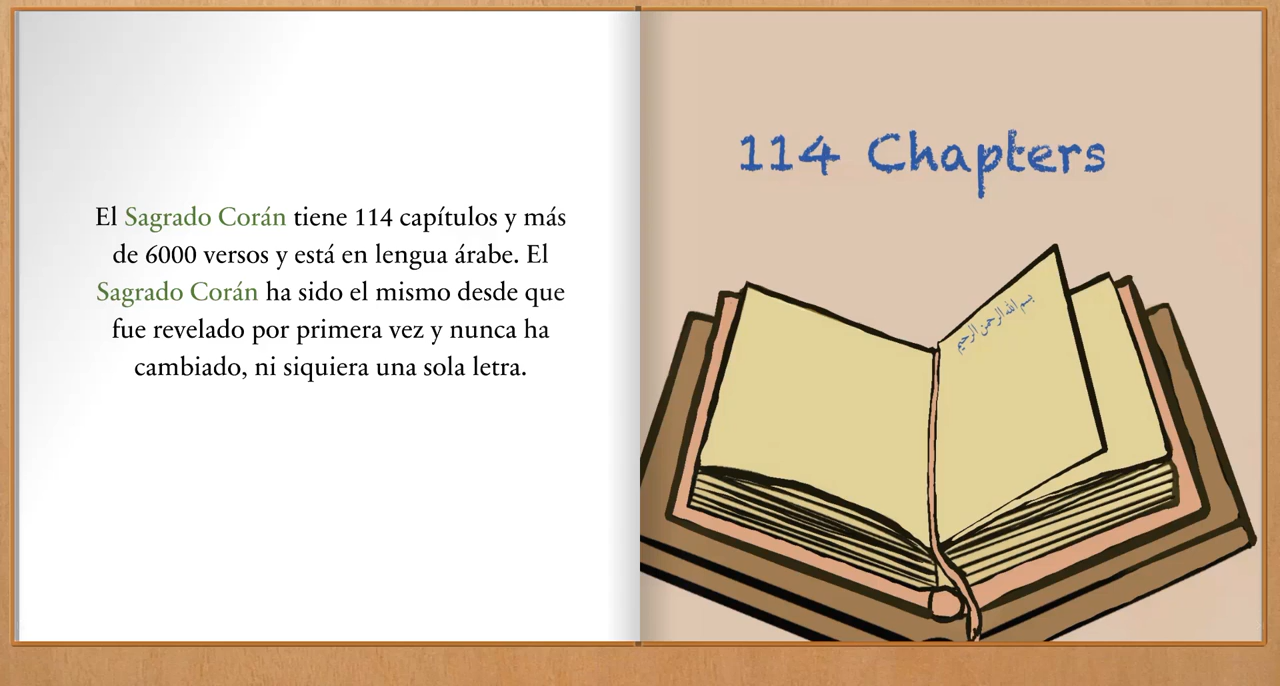 El Sagrado Corán tiene 114 capítulos y más
de 6000 versos y está en lengua árabe. El
Sagrado Corán ha sido el mismo desde que
fue revelado por primera vez y nunca ha
cambiado, ni siquiera una sola letra.
114 Chapters
بسم الله الرحمن الرحيم